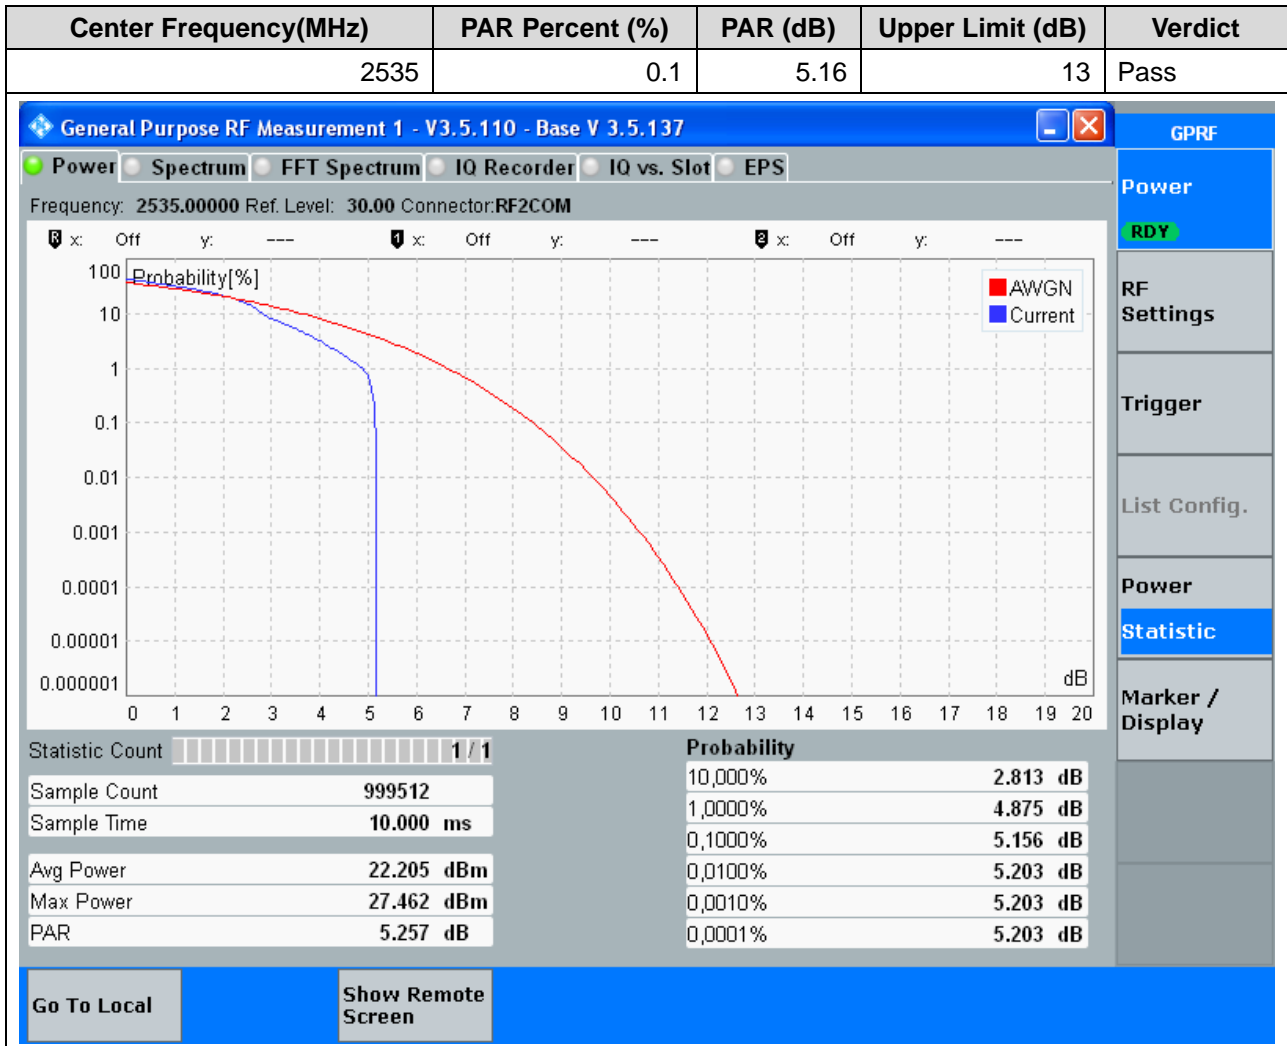 Center Frequency(MHz) PAR Percent (%) PAR (dB) Upper Limit (dB) Verdict
2535 0.1 5.16 13 Pass
General Purpose RF Measurement 1 - V3.5.110 - Base V 3.5.137
GPRF
Power Spectrum FFT Spectrum IQ Recorder IQ vs. Slot EPS
Frequency: 2535.00000 Ref. Level: 30.00 Connector:RF2COM
R x: Off y: --- 1 x: Off y: --- 2 x: Off y: ---
Probability[%]
AWGN
Current
100
10
1
0.1
0.01
0.001
0.0001
0.00001
0.000001
dB
0 1 2 3 4 5 6 7 8 9 10 11 12 13 14 15 16 17 18 19 20
Statistic Count 1 / 1
Sample Count 999512
Sample Time 10.000 ms
Avg Power 22.205 dBm
Max Power 27.462 dBm
PAR 5.257 dB
Probability
10,000% 2.813 dB
1,0000% 4.875 dB
0,1000% 5.156 dB
0,0100% 5.203 dB
0,0010% 5.203 dB
0,0001% 5.203 dB
Power
RDY
RF
Settings
Trigger
List Config.
Power
Statistic
Marker /
Display
Go To Local
Show Remote
Screen